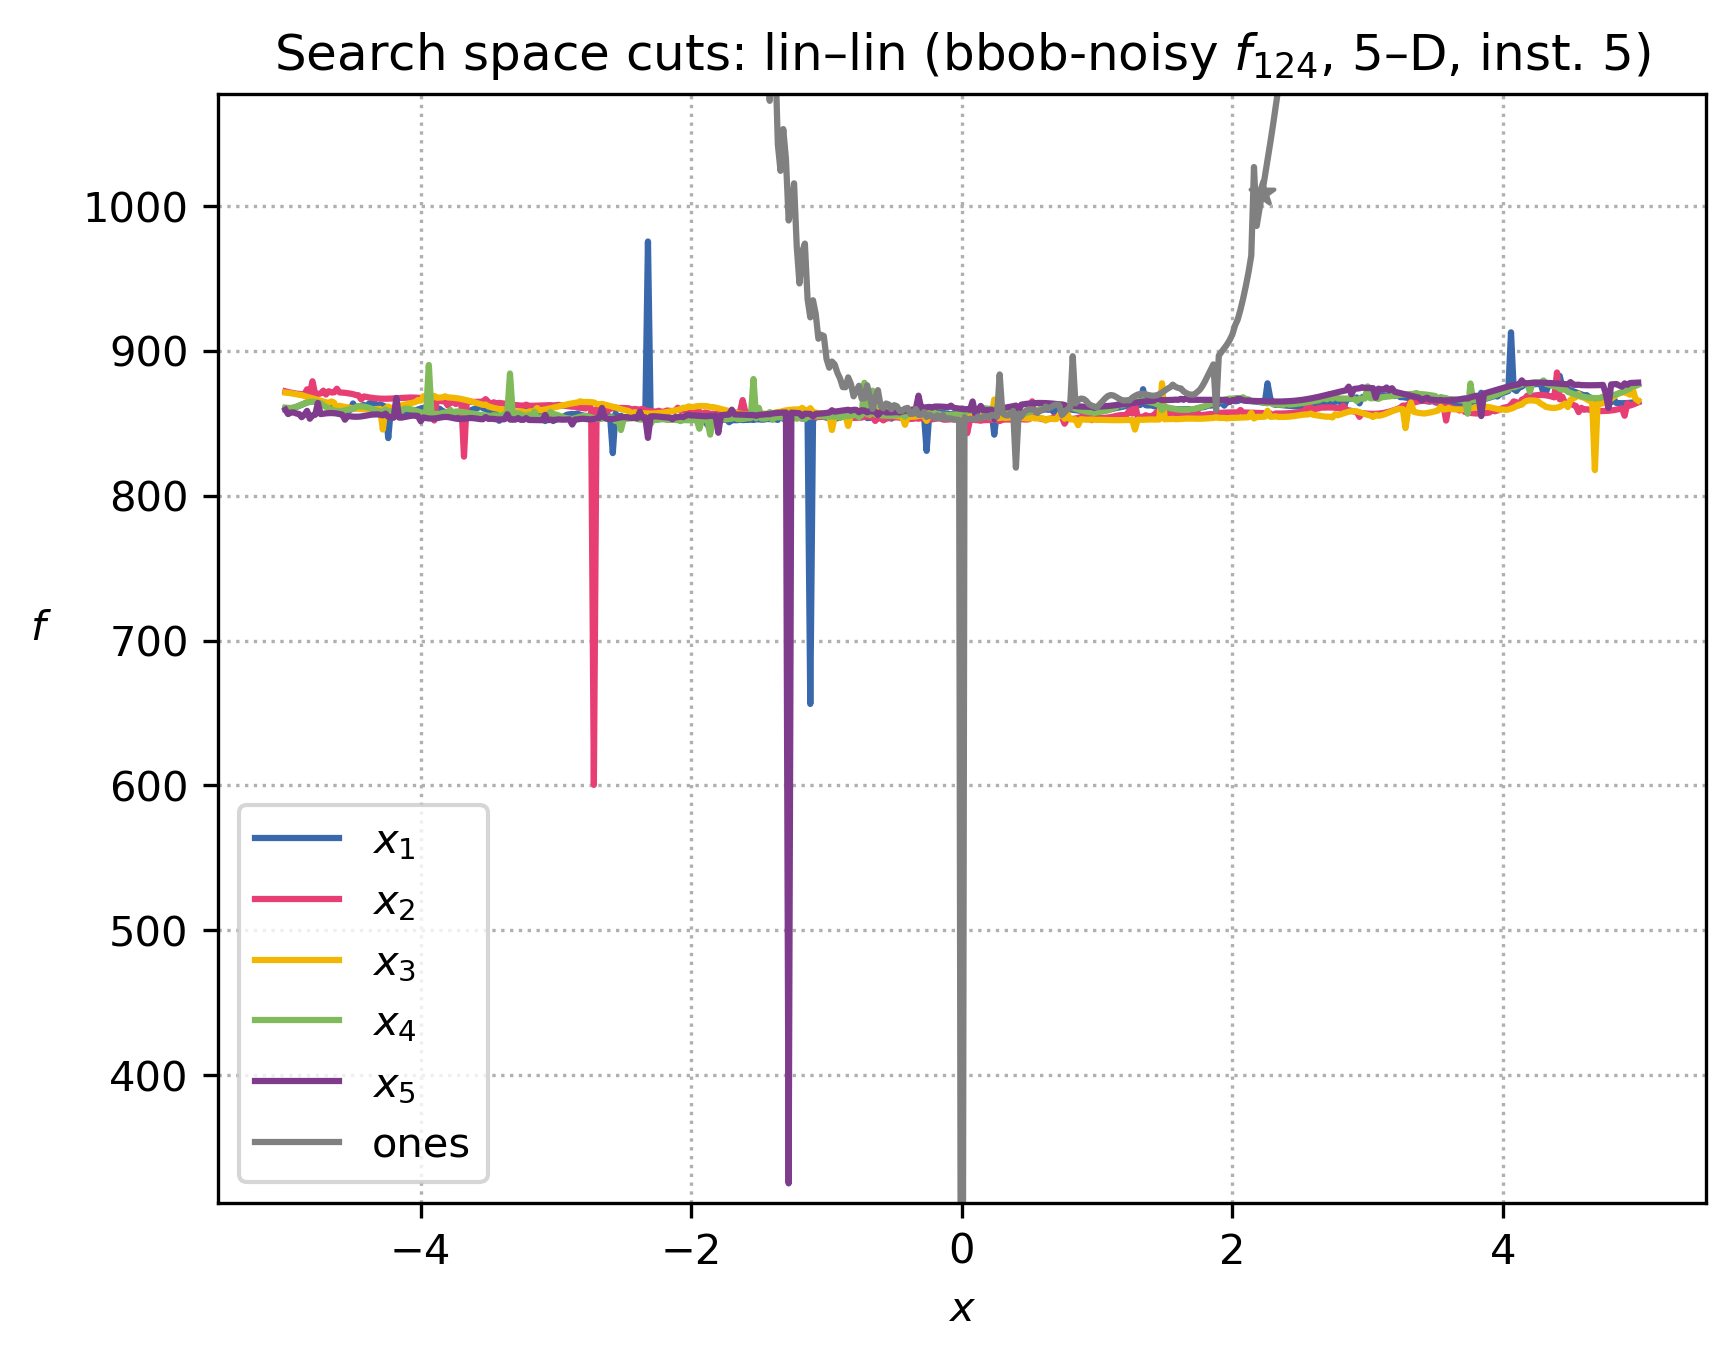 Search space cuts: lin–lin (bbob-noisy f₁₂₄, 5–D, inst. 5)
1000
900
800
700
600
500
400
f
x₁
x₂
x₃
x₄
x₅
ones
−4 −2 0 2 4
x